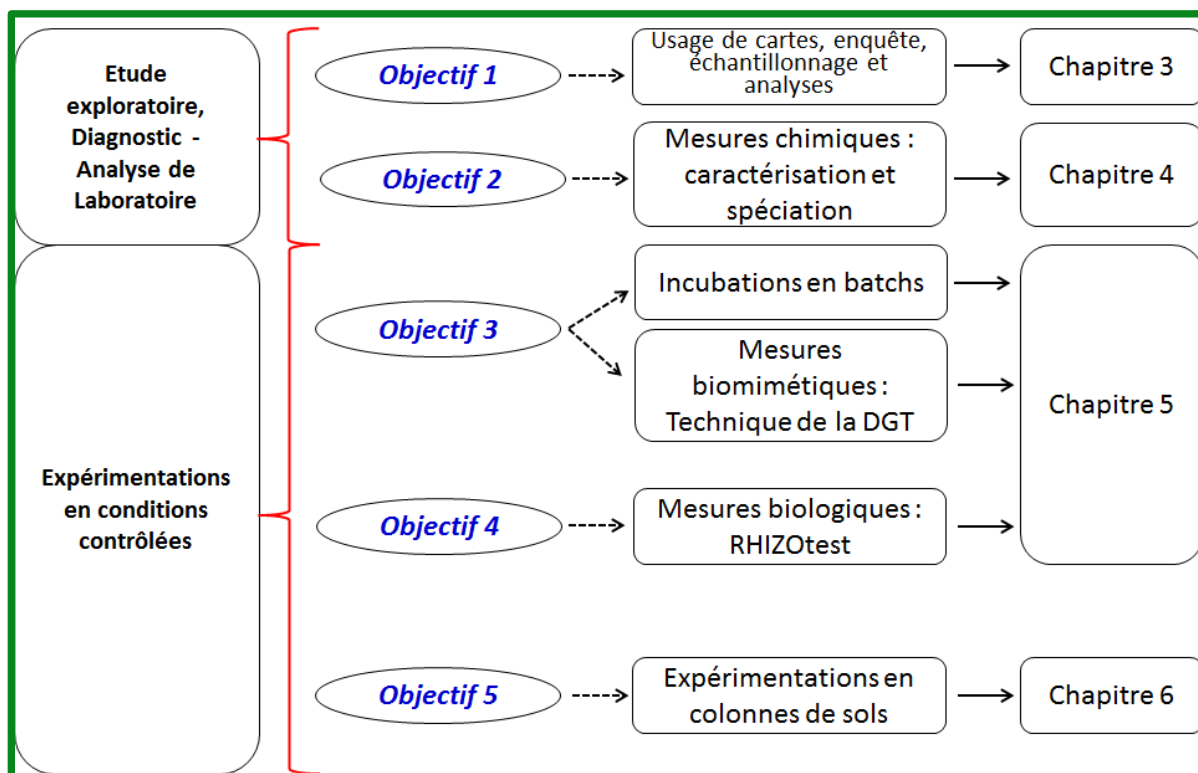 Etude
exploratoire,
Diagnostic -
Analyse de
Laboratoire
Objectif 1
Usage de cartes, enquête,
échantillonnage et
analyses
Chapitre 3
Objectif 2
Mesures chimiques :
caractérisation et
spéciation
Chapitre 4
Expérimentations
en conditions
contrôlées
Objectif 3
Incubations en batchs
Mesures
biomimétiques :
Technique de la DGT
Chapitre 5
Objectif 4
Mesures biologiques :
RHIZOtest
Objectif 5
Expérimentations en
colonnes de sols
Chapitre 6